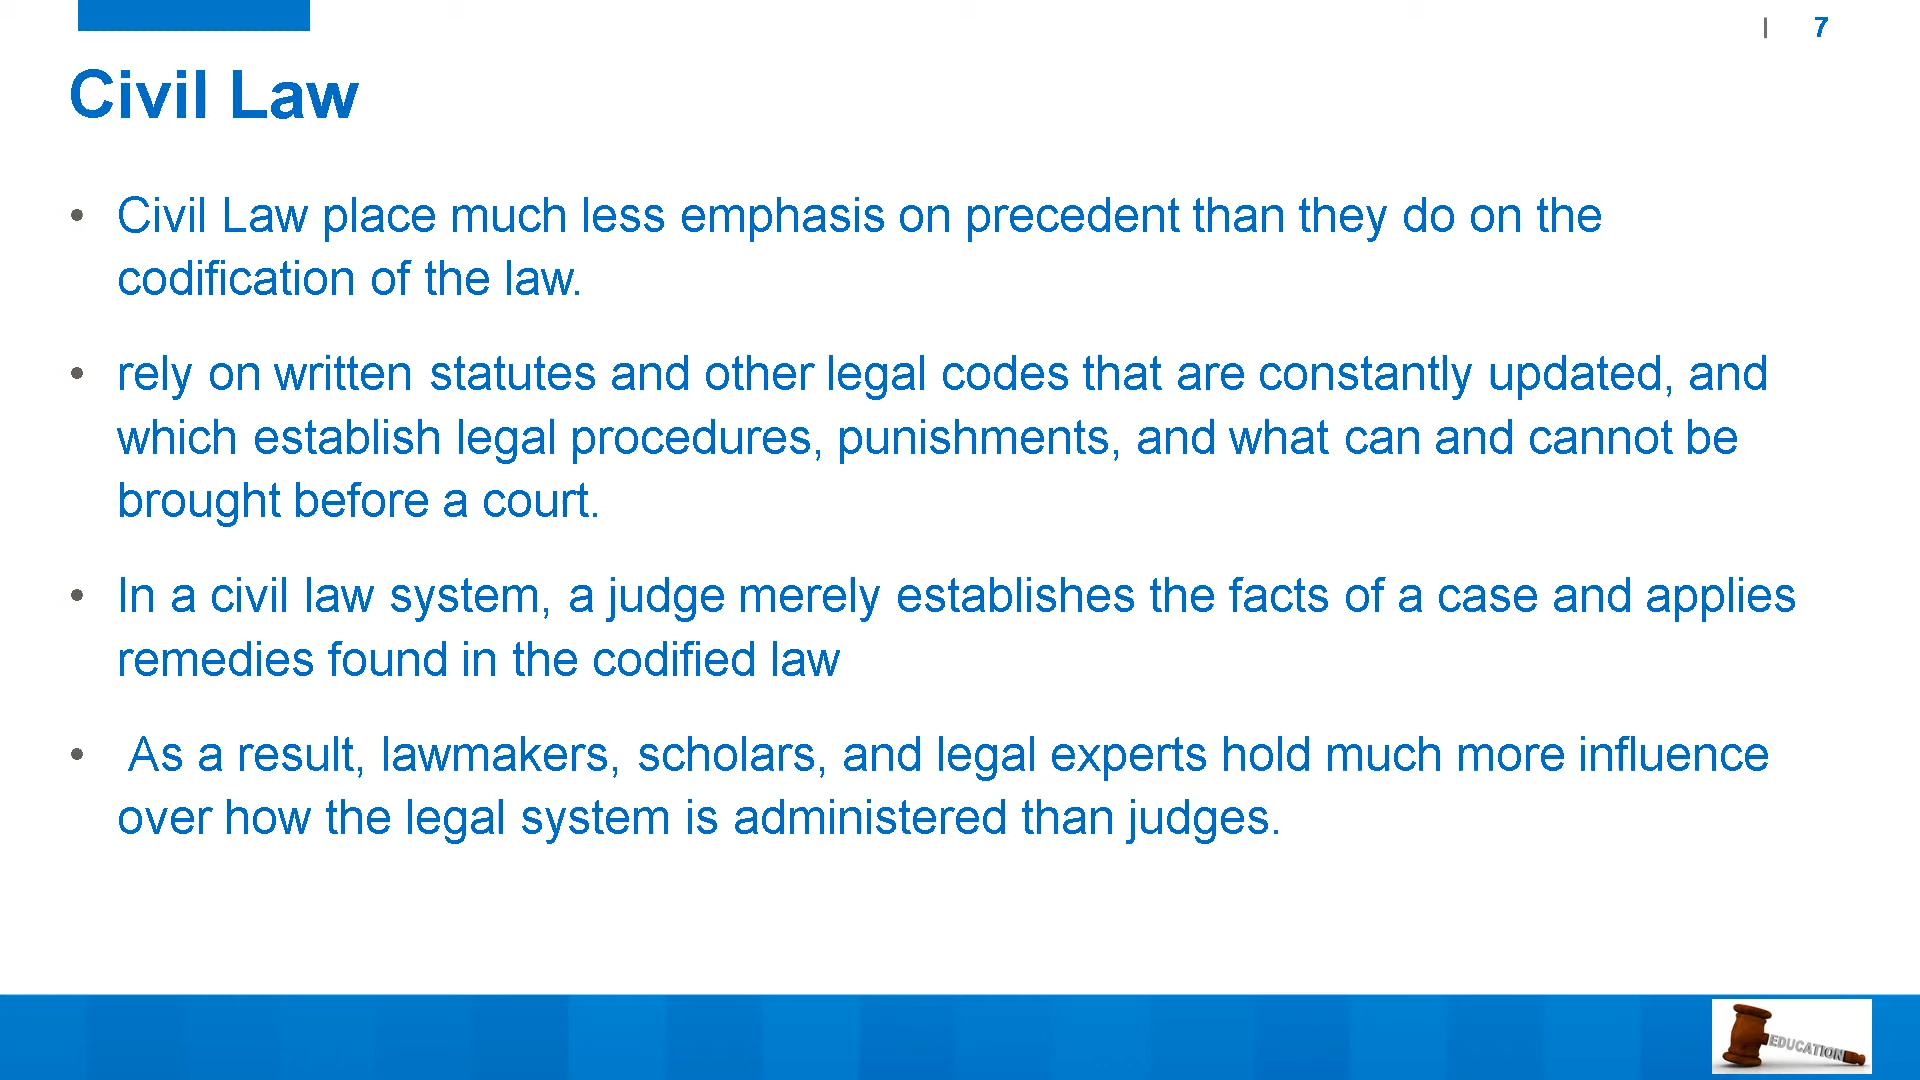 | 7
Civil Law
• Civil Law place much less emphasis on precedent than they do on the
codification of the law.
• rely on written statutes and other legal codes that are constantly updated, and
which establish legal procedures, punishments, and what can and cannot be
brought before a court.
• In a civil law system, a judge merely establishes the facts of a case and applies
remedies found in the codified law
• As a result, lawmakers, scholars, and legal experts hold much more influence
over how the legal system is administered than judges.
EDUCATION